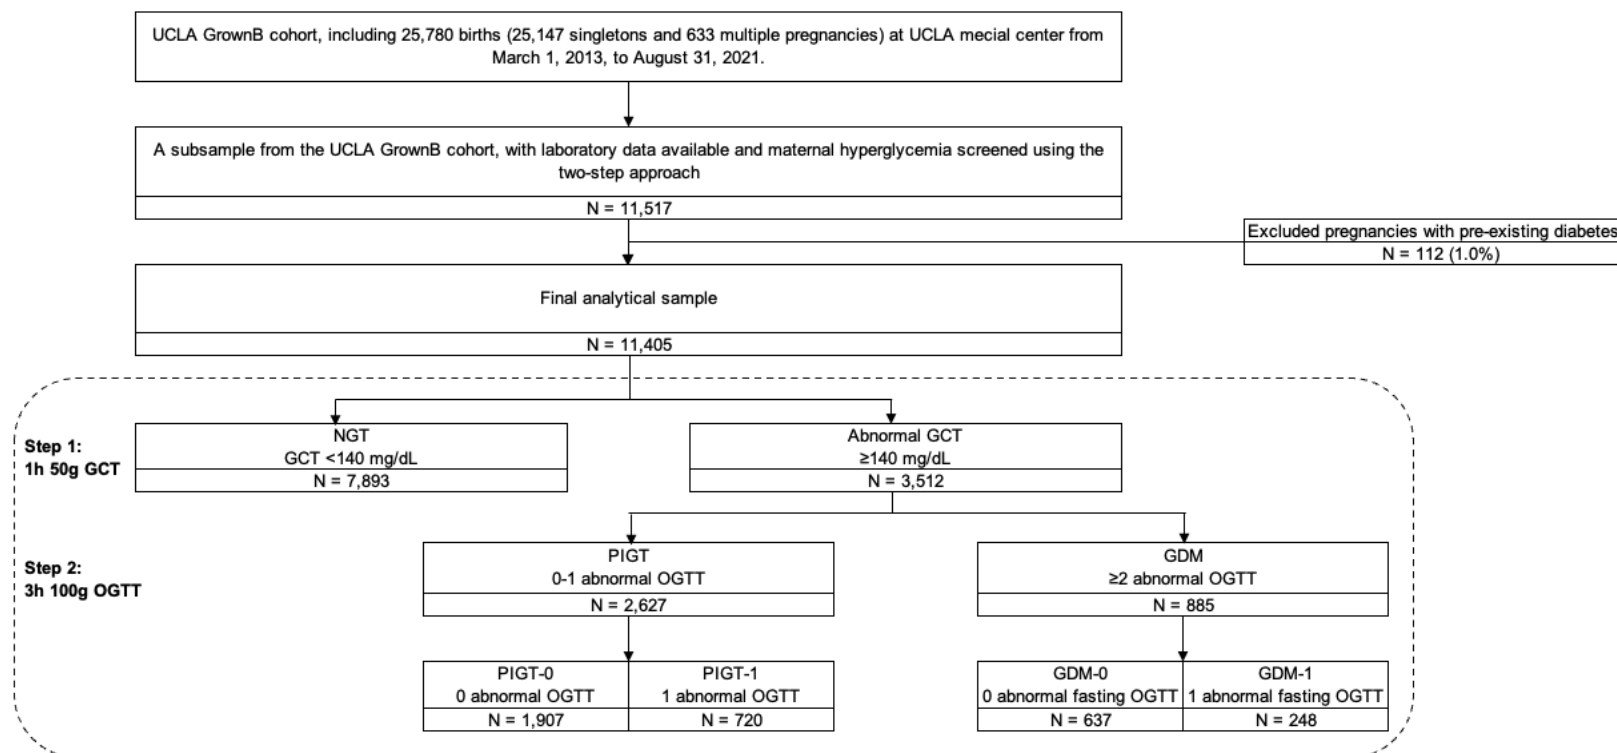 UCLA GrownB cohort, including 25,780 births (25,147 singletons and 633 multiple pregnancies) at UCLA mecial center from
March 1, 2013, to August 31, 2021.
A subsample from the UCLA GrownB cohort, with laboratory data available and maternal hyperglycemia screened using the
two-step approach
N = 11,517
Excluded pregnancies with pre-existing diabetes
N = 112 (1.0%)
Final analytical sample
N = 11,405
Step 1:
1h 50g GCT
NGT
GCT <140 mg/dL
N = 7,893
Abnormal GCT
≥140 mg/dL
N = 3,512
Step 2:
3h 100g OGTT
PIGT
0-1 abnormal OGTT
N = 2,627
GDM
≥2 abnormal OGTT
N = 885
PIGT-0
0 abnormal OGTT
N = 1,907
PIGT-1
1 abnormal OGTT
N = 720
GDM-0
0 abnormal fasting OGTT
N = 637
GDM-1
1 abnormal fasting OGTT
N = 248